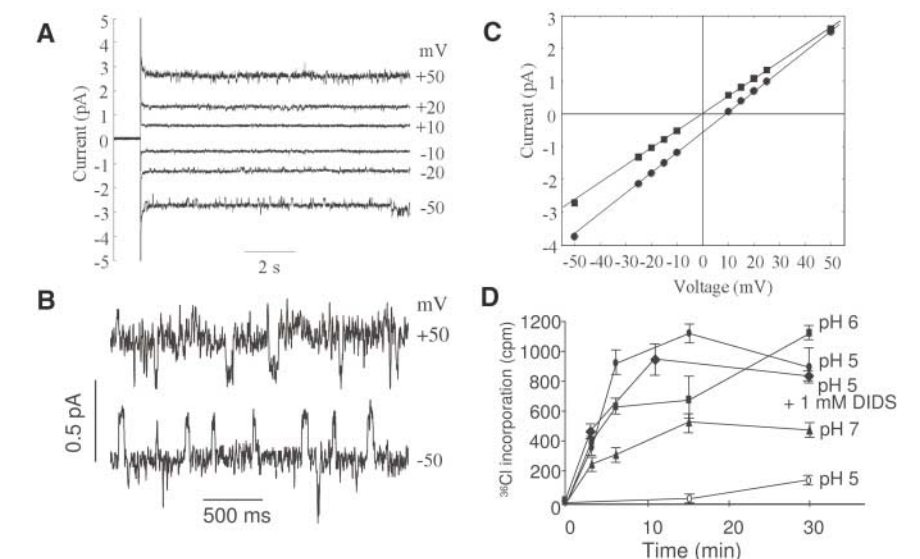 A
Current (pA)
5
4
3
2
1
0
-1
-2
-3
-4
-5
mV
+50
+20
+10
-10
-20
-50
2 s
B
mV
+50
-50
0.5 pA
500 ms
C
Current (pA)
3
2
1
0
-1
-2
-4
-50 -40 -30 -20 -10 0 10 20 30 40 50
Voltage (mV)
D
³⁶Cl incorporation (cpm)
1200
1000
800
600
400
200
0
0 10 20 30
Time (min)
pH 6
pH 5
pH 5
+ 1 mM DIDS
pH 7
pH 5